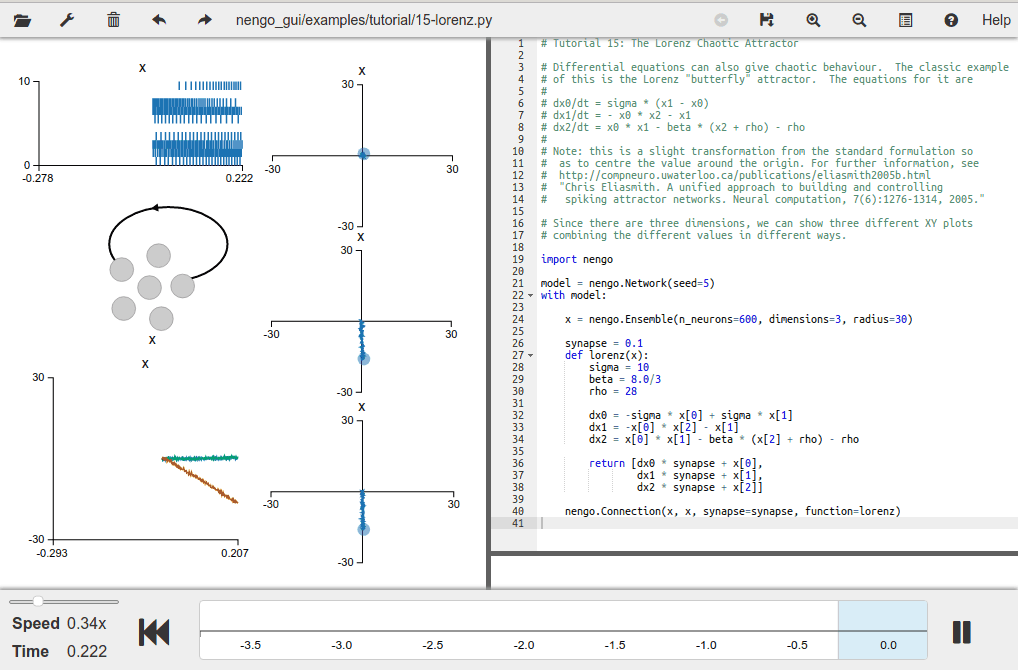 nengo_gui/examples/tutorial/15-lorenz.py
Help
x
10
0
-0.278
0.222
x
30
-30
30
-30
x
30
-30
30
-30
x
30
-30
30
-30
x
x
30
-30
-0.293
0.207
1 # Tutorial 15: The Lorenz Chaotic Attractor
2
3 # Differential equations can also give chaotic behaviour.  The classic example
4 # of this is the Lorenz "butterfly" attractor.  The equations for it are
5 #
6 # dx0/dt = sigma * (x1 - x0)
7 # dx1/dt = - x0 * x2 - x1
8 # dx2/dt = x0 * x1 - beta * (x2 + rho) - rho
9 #
10 # Note: this is a slight transformation from the standard formulation so
11 #  as to centre the value around the origin. For further information, see
12 #  http://compneuro.uwaterloo.ca/publications/eliasmith2005b.html
13 #  "Chris Eliasmith. A unified approach to building and controlling
14 #   spiking attractor networks. Neural computation, 7(6):1276-1314, 2005."
15
16 # Since there are three dimensions, we can show three different XY plots
17 # combining the different values in different ways.
18
19 import nengo
20
21 model = nengo.Network(seed=5)
22 with model:
23
24     x = nengo.Ensemble(n_neurons=600, dimensions=3, radius=30)
25
26     synapse = 0.1
27     def lorenz(x):
28         sigma = 10
29         beta = 8.0/3
30         rho = 28
31
32         dx0 = -sigma * x[0] + sigma * x[1]
33         dx1 = -x[0] * x[2] - x[1]
34         dx2 = x[0] * x[1] - beta * (x[2] + rho) - rho
35
36         return [dx0 * synapse + x[0],
37                 dx1 * synapse + x[1],
38                 dx2 * synapse + x[2]]
39
40     nengo.Connection(x, x, synapse=synapse, function=lorenz)
41
Speed 0.34x
Time 0.222
-3.5 -3.0 -2.5 -2.0 -1.5 -1.0 -0.5 0.0